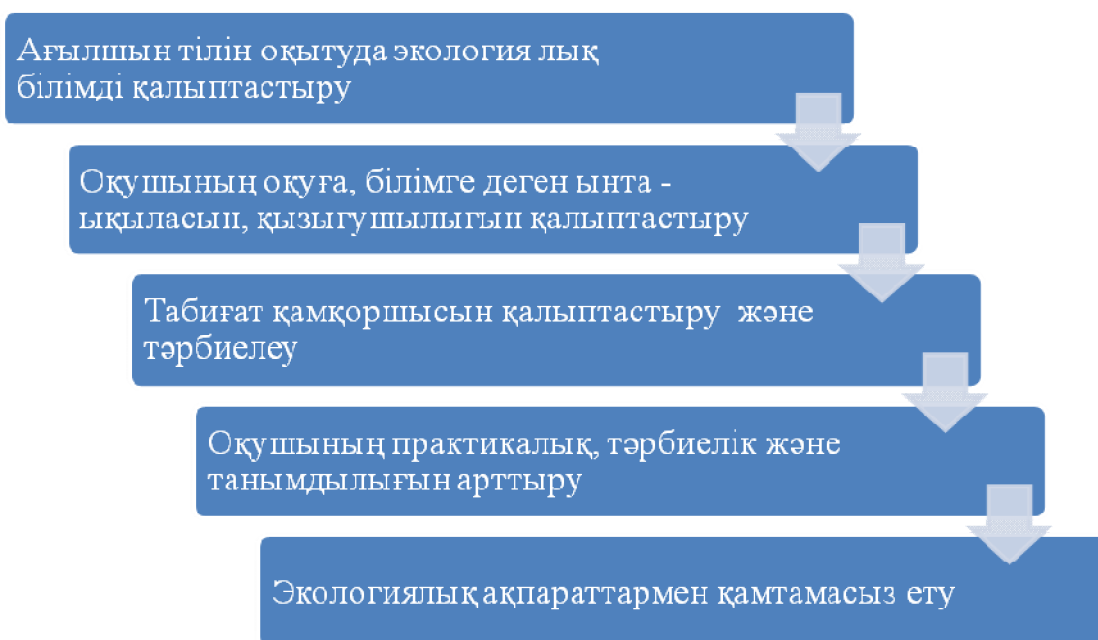 Ағылшын тілін оқытуда экология лық
білімді қалыптастыру
Оқушының оқуға, білімге деген ынта -
ықыласын, қызыгушылыгын қалыптастыру
Табиғат қамқоршысын қалыптастыру және
тәрбиелеу
Оқушының практикалық, тәрбиелік және
танымдылығын арттыру
Экологиялық ақпараттармен қамтамасыз ету